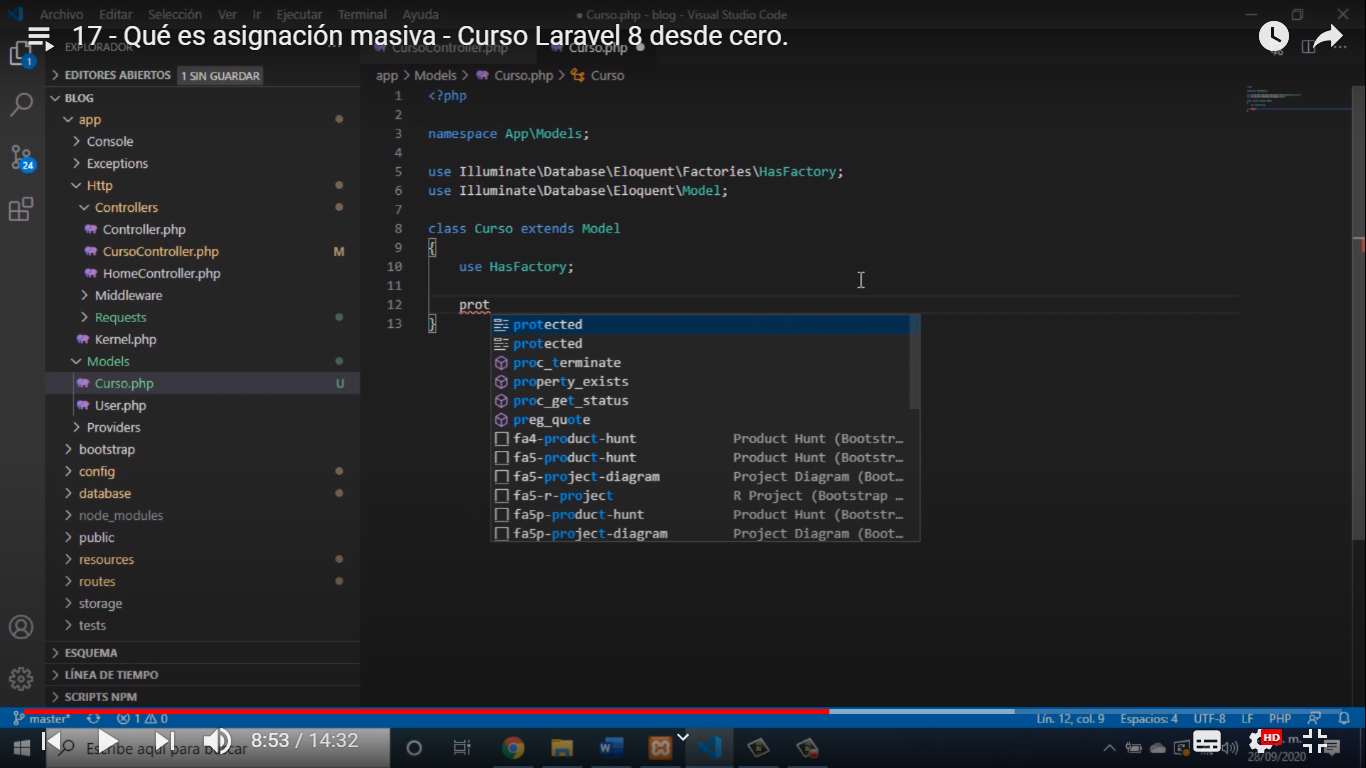 Archivo Editar Selección Ver Ir Ejecutar Terminal Ayuda
● Curso.php - blog - Visual Studio Code
17 - Qué es asignación masiva - Curso Laravel 8 desde cero.
EXPLORADOR
CursoController.php
Curso.php
EDITORES ABIERTOS 1 SIN GUARDAR
app > Models > Curso.php > Curso
BLOG
app
Console
Exceptions
Http
Controllers
Controller.php
CursoController.php M
HomeController.php
Middleware
Requests
Kernel.php
Models
Curso.php U
User.php
Providers
bootstrap
config
database
node_modules
public
resources
routes
storage
tests
ESQUEMA
LÍNEA DE TIEMPO
SCRIPTS NPM
1
24
1 <?php
2
3 namespace App\Models;
4
5 use Illuminate\Database\Eloquent\Factories\HasFactory;
6 use Illuminate\Database\Eloquent\Model;
7
8 class Curso extends Model
9 {
10 use HasFactory;
11
12 prot
13 }
protected
protected
proc_terminate
property_exists
proc_get_status
preg_quote
fa4-product-hunt Product Hunt (Bootstr…
fa5-product-hunt Product Hunt (Bootstr…
fa5-project-diagram Project Diagram (Boot…
fa5-r-project R Project (Bootstrap …
fa5p-product-hunt Product Hunt (Bootstr…
fa5p-project-diagram Project Diagram (Boot…
master* 1 0
Lín. 12, col. 9 Espacios: 4 UTF-8 LF PHP
Escribe aquí para buscar
8:53 / 14:32
HD
m.
28/09/2020